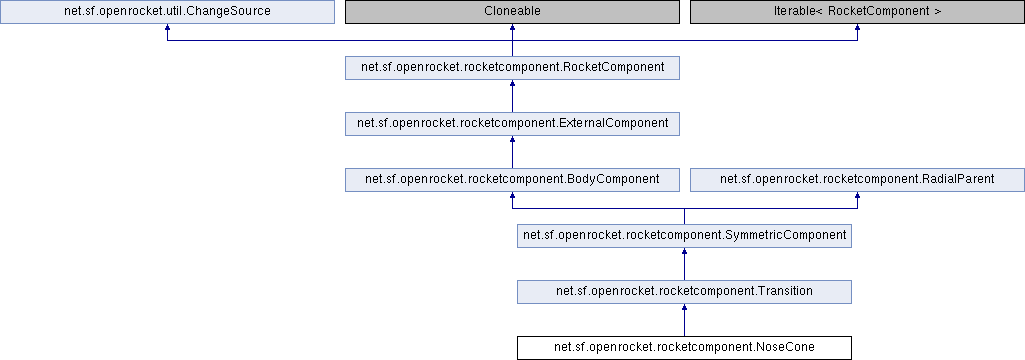 net.sf.openrocket.util.ChangeSource
Cloneable
Iterable< RocketComponent >
net.sf.openrocket.rocketcomponent.RocketComponent
net.sf.openrocket.rocketcomponent.ExternalComponent
net.sf.openrocket.rocketcomponent.BodyComponent
net.sf.openrocket.rocketcomponent.RadialParent
net.sf.openrocket.rocketcomponent.SymmetricComponent
net.sf.openrocket.rocketcomponent.Transition
net.sf.openrocket.rocketcomponent.NoseCone